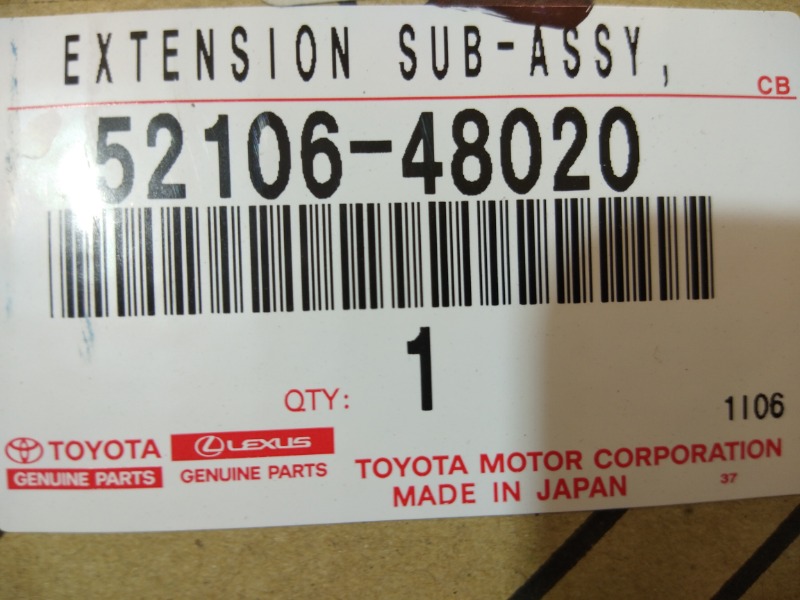 EXTENSION SUB-ASSY,
CB
52106-48020
QTY: 1
1I06
TOYOTA
GENUINE PARTS
LEXUS
GENUINE PARTS
TOYOTA MOTOR CORPORATION
MADE IN JAPAN
37